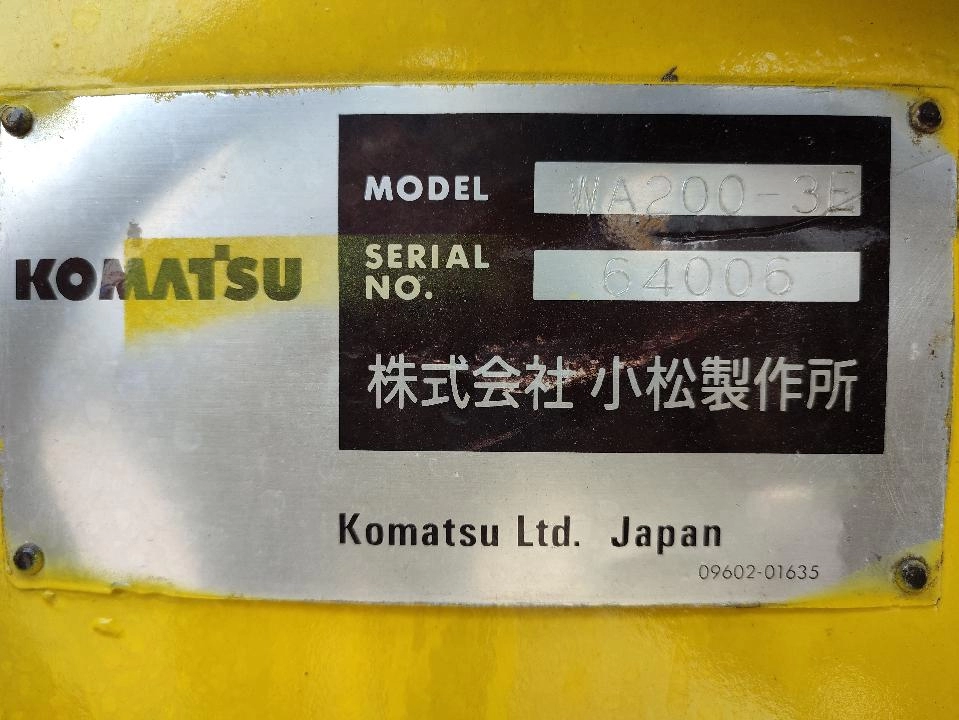 KOMATSU
MODEL WA200-3E
SERIAL
NO. 64006
株式会社 小松製作所
Komatsu Ltd. Japan
09602-01635